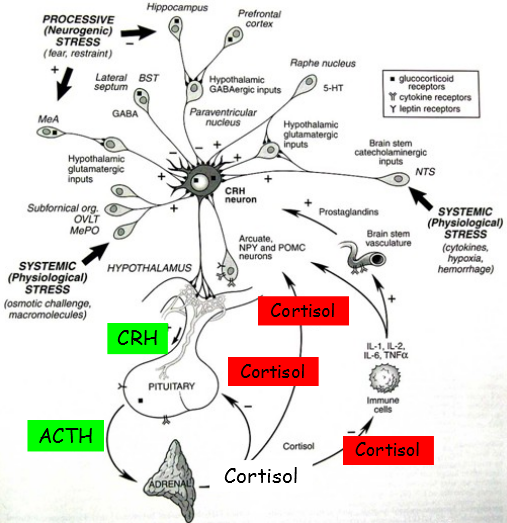 Hippocampus
Prefrontal
cortex
PROCESSIVE
(Neurogenic)
STRESS
(fear, restraint)
−
+
Lateral
septum
BST
GABA
Hypothalamic
GABAergic inputs
Paraventricular
nucleus
Raphe nucleus
5-HT
glucocorticoid
receptors
cytokine receptors
leptin receptors
MeA
Hypothalamic
glutamatergic
inputs
Hypothalamic
glutamatergic
inputs
Brain stem
catecholaminergic
inputs
NTS
−
−
+
+
+
+
+
+
CRH
neuron
Subfornical org.
OVLT
MePO
SYSTEMIC
(Physiological)
STRESS
(osmotic challenge,
macromolecules)
+
Prostaglandins
Brain stem
vasculature
SYSTEMIC
(Physiological)
STRESS
(cytokines,
hypoxia,
hemorrhage)
HYPOTHALAMUS
Arcuate,
NPY and POMC
neurons
+
CRH
Cortisol
Cortisol
IL-1, IL-2,
IL-6, TNFα
Immune
cells
PITUITARY
ACTH
−
−
Cortisol
Cortisol
ADRENAL
Cortisol